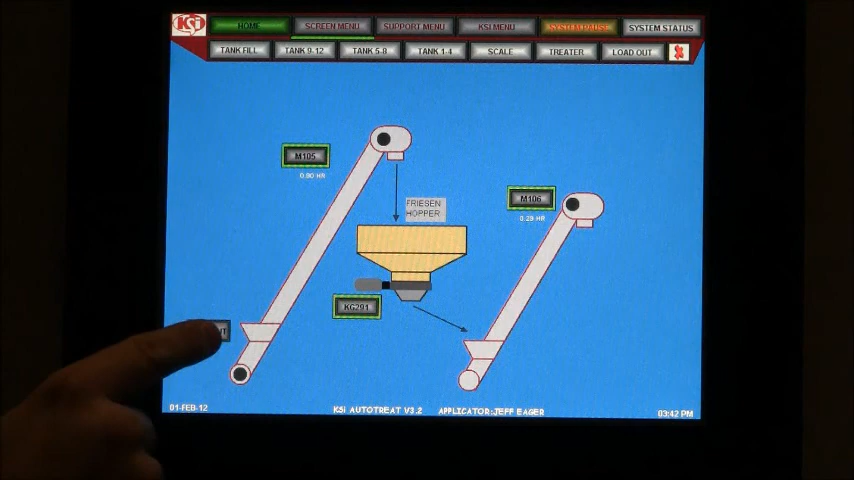 KSi
HOME
SCREEN MENU
SUPPORT MENU
KSI MENU
SYSTEM PAUSE
SYSTEM STATUS
TANK FILL
TANK 9-12
TANK 5-8
TANK 1-4
SCALE
TREATER
LOAD OUT
M105
0.90 HR
FRIESEN
HOPPER
M106
0.29 HR
KG291
01-FEB-12
KSi AUTOTREAT V3.2
APPLICATOR:JEFF EAGER
03:42 PM